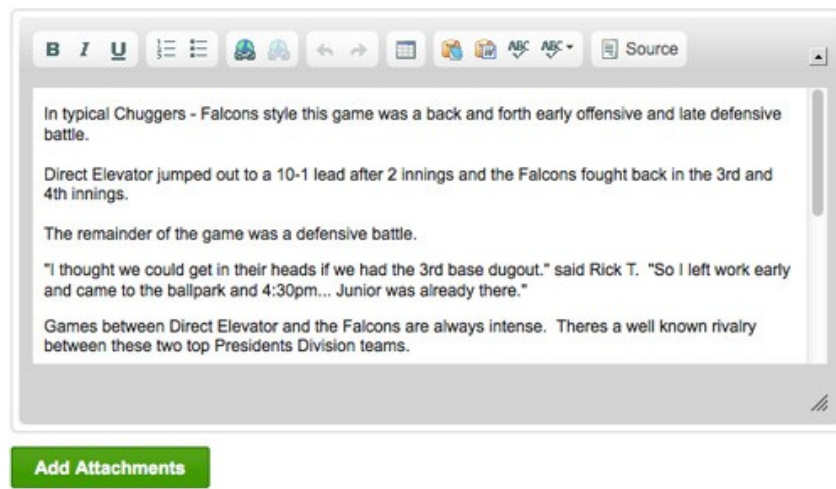 B I U ABC ABC Source
In typical Chuggers - Falcons style this game was a back and forth early offensive and late defensive
battle.
Direct Elevator jumped out to a 10-1 lead after 2 innings and the Falcons fought back in the 3rd and
4th innings.
The remainder of the game was a defensive battle.
"I thought we could get in their heads if we had the 3rd base dugout." said Rick T.  "So I left work early
and came to the ballpark and 4:30pm... Junior was already there."
Games between Direct Elevator and the Falcons are always intense.  Theres a well known rivalry
between these two top Presidents Division teams.
Add Attachments